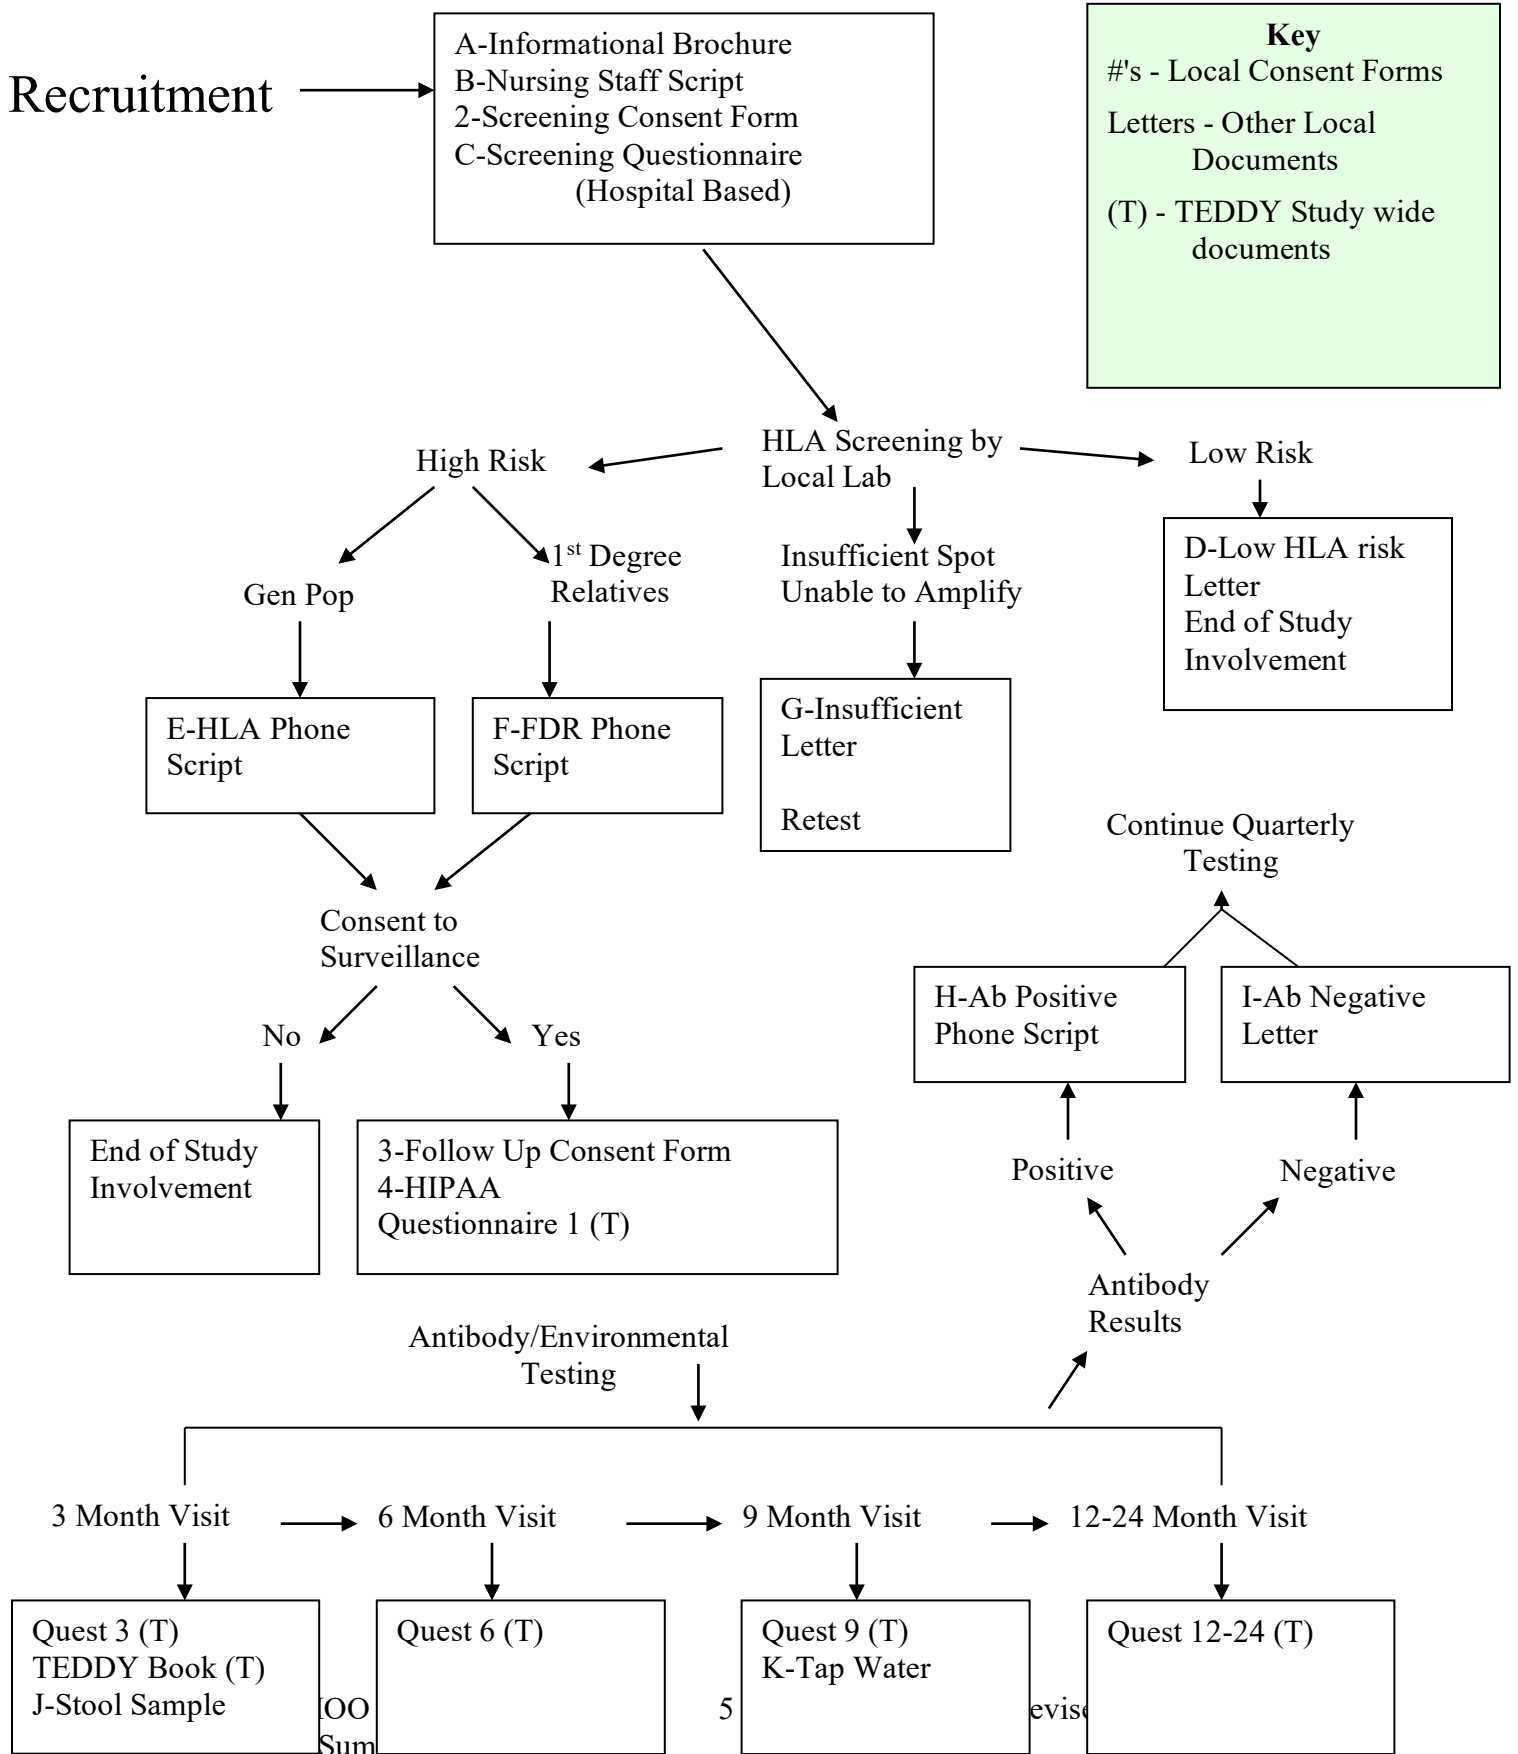 Recruitment
A-Informational Brochure
B-Nursing Staff Script
2-Screening Consent Form
C-Screening Questionnaire
(Hospital Based)
Key
#'s - Local Consent Forms
Letters - Other Local
Documents
(T) - TEDDY Study wide
documents
HLA Screening by
Local Lab
High Risk
Low Risk
Gen Pop
1st Degree
Relatives
Insufficient Spot
Unable to Amplify
D-Low HLA risk
Letter
End of Study
Involvement
E-HLA Phone
Script
F-FDR Phone
Script
G-Insufficient
Letter
Retest
Continue Quarterly
Testing
Consent to
Surveillance
H-Ab Positive
Phone Script
I-Ab Negative
Letter
No
Yes
End of Study
Involvement
3-Follow Up Consent Form
4-HIPAA
Questionnaire 1 (T)
Positive
Negative
Antibody
Results
Antibody/Environmental
Testing
3 Month Visit
6 Month Visit
9 Month Visit
12-24 Month Visit
Quest 3 (T)
TEDDY Book (T)
J-Stool Sample
Quest 6 (T)
Quest 9 (T)
K-Tap Water
Quest 12-24 (T)
5